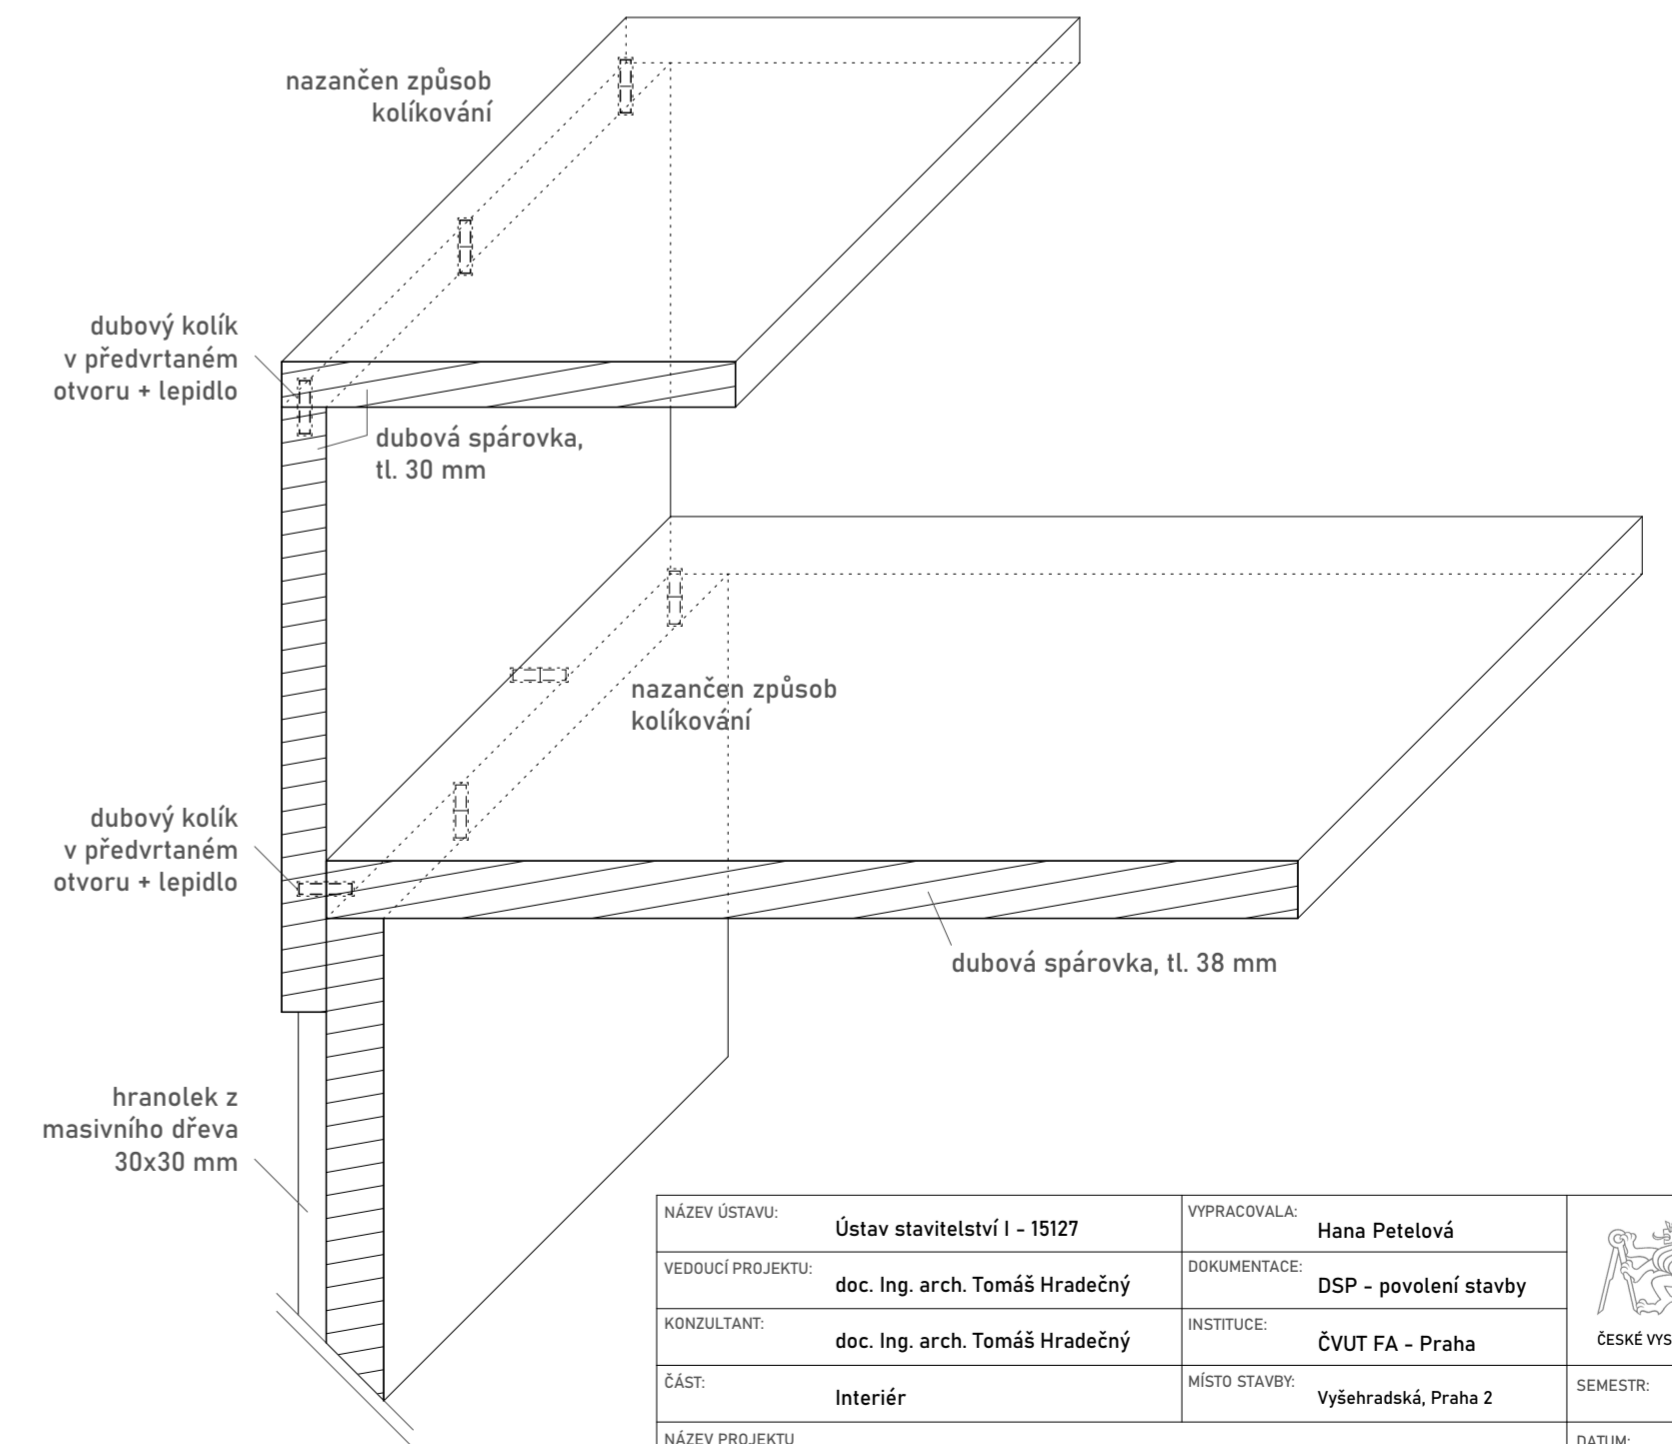 nazančen způsob
kolíkování
dubový kolík
v předvrtaném
otvoru + lepidlo
dubová spárovka,
tl. 30 mm
nazančen způsob
kolíkování
dubový kolík
v předvrtaném
otvoru + lepidlo
dubová spárovka, tl. 38 mm
hranolek z
masivního dřeva
30x30 mm
NÁZEV ÚSTAVU: Ústav stavitelství I - 15127 VYPRACOVALA: Hana Petelová
VEDOUCÍ PROJEKTU: doc. Ing. arch. Tomáš Hradečný DOKUMENTACE: DSP - povolení stavby
KONZULTANT: doc. Ing. arch. Tomáš Hradečný INSTITUCE: ČVUT FA - Praha
ČESKÉ VYS
ČÁST: Interiér MÍSTO STAVBY: Vyšehradská, Praha 2 SEMESTR:
NÁZEV PROJEKTU DATUM: